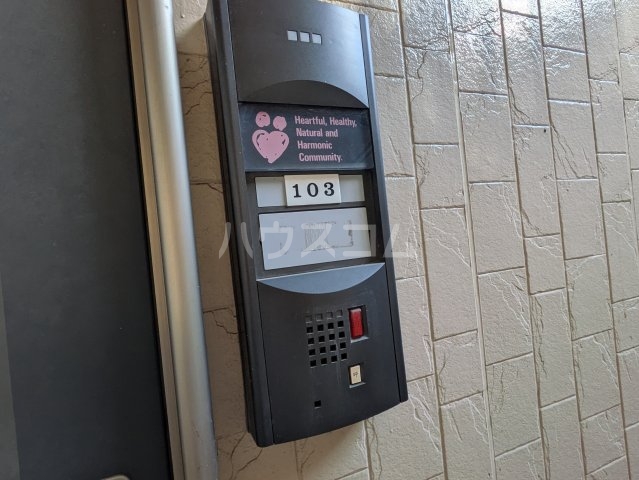 Heartful, Healthy,
Natural and
Harmonic
Community.
103
ハウスコム